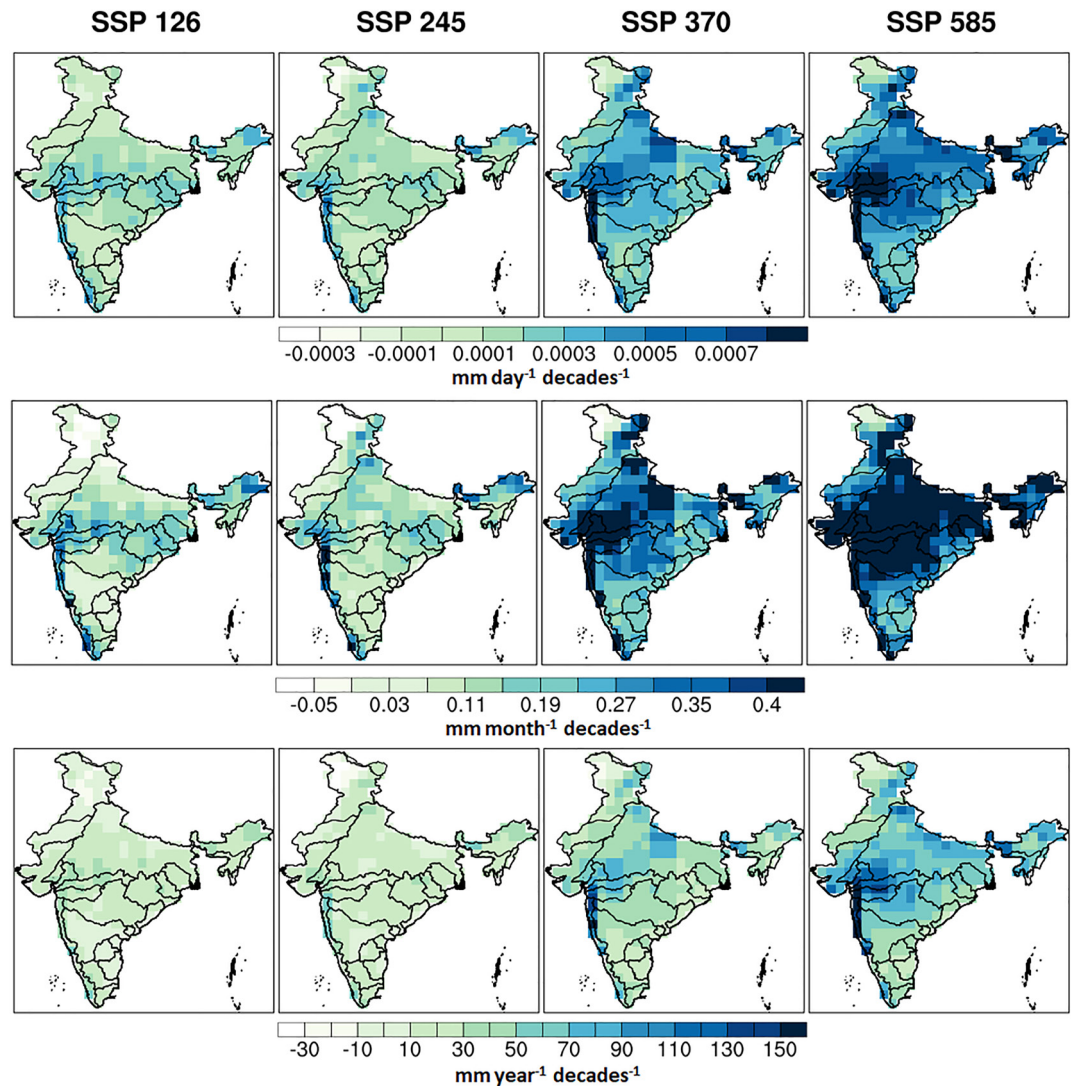 SSP 126 SSP 245 SSP 370 SSP 585
-0.0003 -0.0001 0.0001 0.0003 0.0005 0.0007
mm day⁻¹ decades⁻¹
-0.05 0.03 0.11 0.19 0.27 0.35 0.4
mm month⁻¹ decades⁻¹
-30 -10 10 30 50 70 90 110 130 150
mm year⁻¹ decades⁻¹